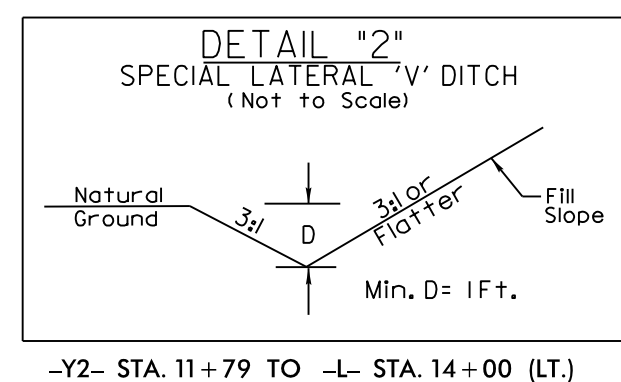 DETAIL "2"
SPECIAL LATERAL 'V' DITCH
(Not to Scale)
Natural
Ground
3:1
D
3:1 or
Flatter
Fill
Slope
Min. D= 1Ft.
-Y2- STA. 11+79 TO -L- STA. 14+00 (LT.)